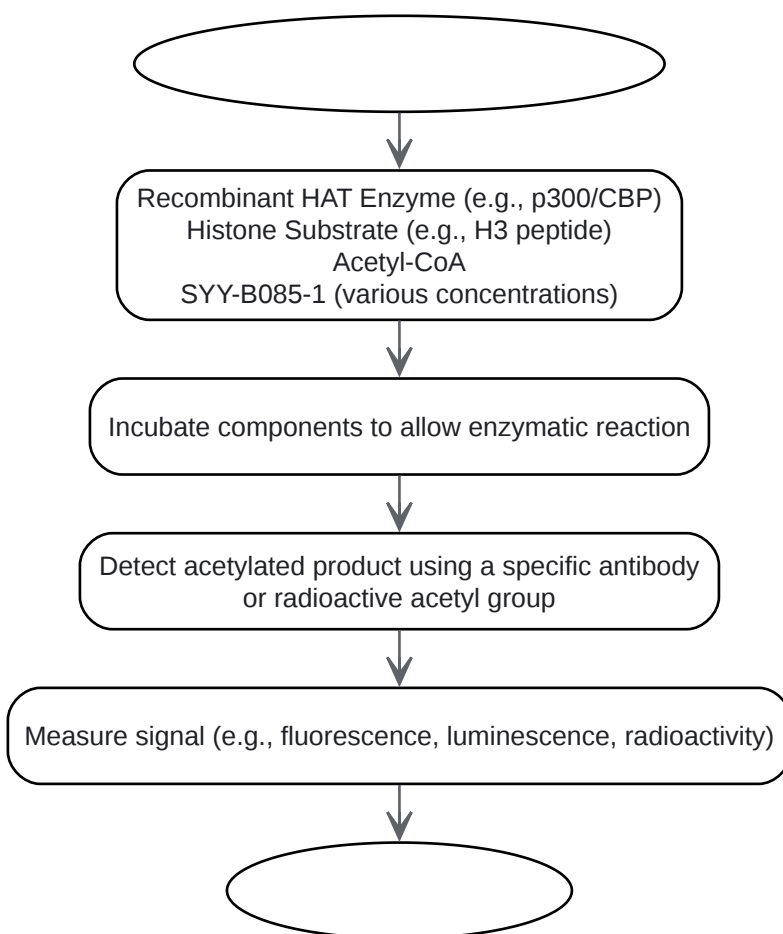 Recombinant HAT Enzyme (e.g., p300/CBP)
Histone Substrate (e.g., H3 peptide)
Acetyl-CoA
SYY-B085-1 (various concentrations)
Incubate components to allow enzymatic reaction
Detect acetylated product using a specific antibody
or radioactive acetyl group
Measure signal (e.g., fluorescence, luminescence, radioactivity)